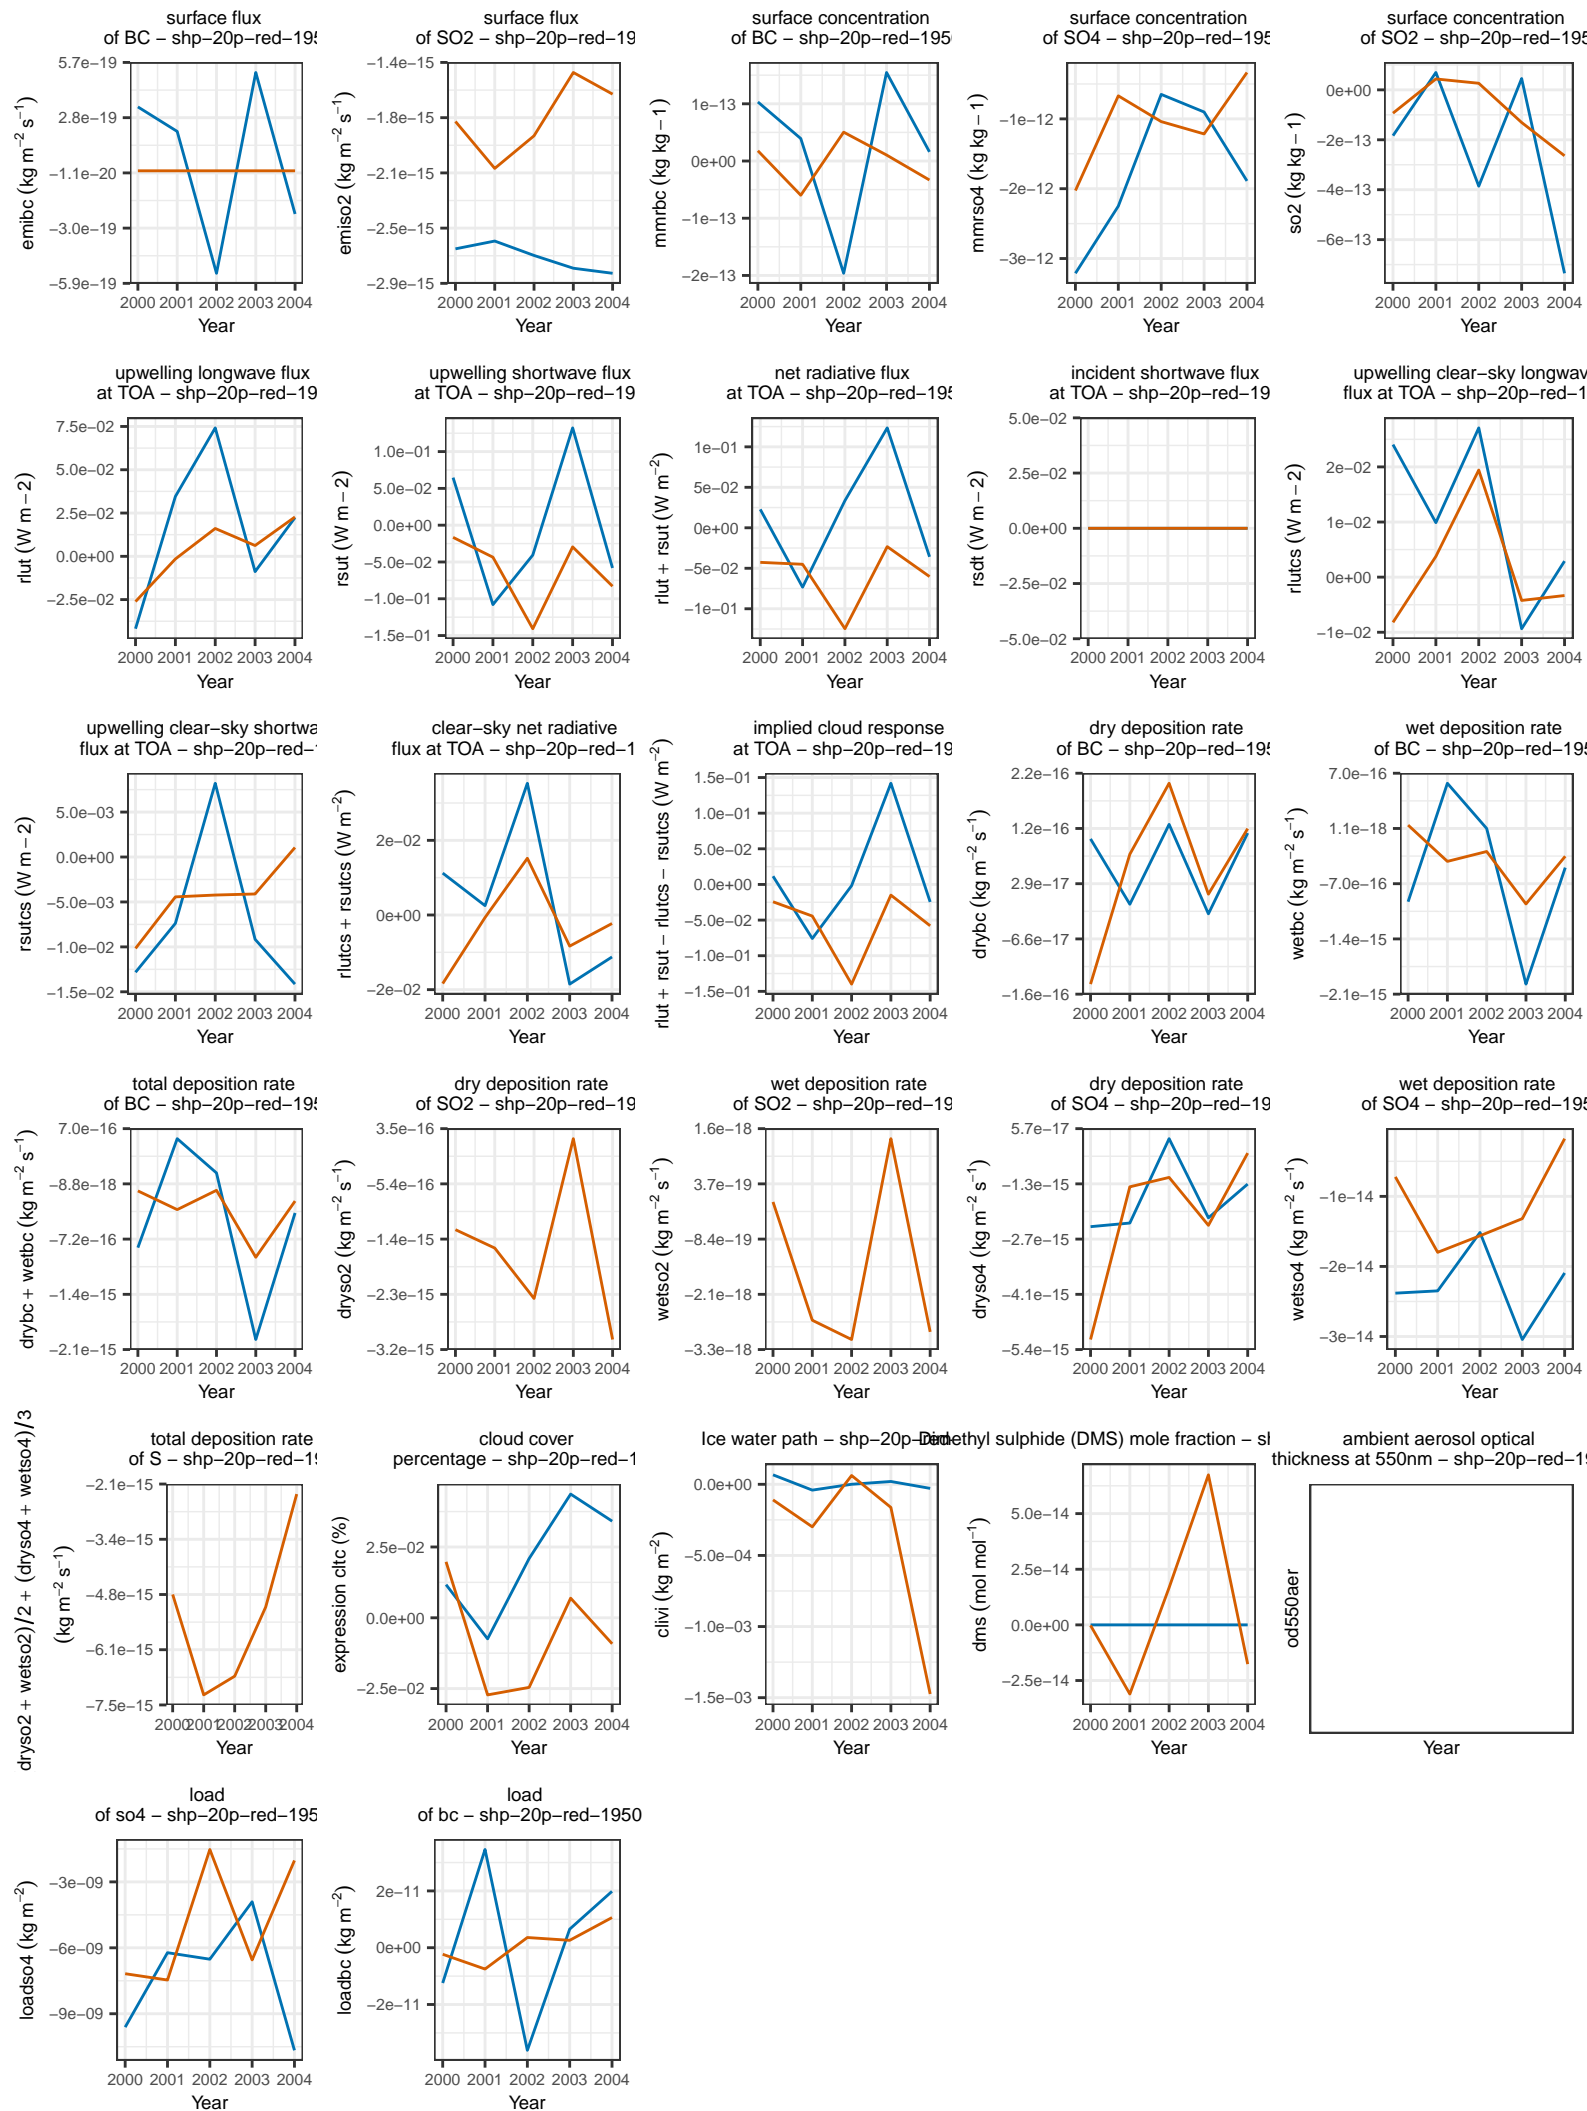 surface flux
of BC − shp−20p−red−195
emibc (kg m−2 s−1)
5.7e−19
2.8e−19
−1.1e−20
−3.0e−19
−5.9e−19
2000 2001 2002 2003 2004
Year
surface flux
of SO2 − shp−20p−red−19
emiso2 (kg m−2 s−1)
−1.4e−15
−1.8e−15
−2.1e−15
−2.5e−15
−2.9e−15
2000 2001 2002 2003 2004
Year
surface concentration
of BC − shp−20p−red−195
mmrbc (kg kg−1)
1e−13
0e+00
−1e−13
−2e−13
2000 2001 2002 2003 2004
Year
surface concentration
of SO4 − shp−20p−red−195
mmrso4 (kg kg−1)
−1e−12
−2e−12
−3e−12
2000 2001 2002 2003 2004
Year
surface concentration
of SO2 − shp−20p−red−195
so2 (kg kg−1)
0e+00
−2e−13
−4e−13
−6e−13
2000 2001 2002 2003 2004
Year
upwelling longwave flux
at TOA − shp−20p−red−19
rlut (W m−2)
7.5e−02
5.0e−02
2.5e−02
0.0e+00
−2.5e−02
2000 2001 2002 2003 2004
Year
upwelling shortwave flux
at TOA − shp−20p−red−19
rsut (W m−2)
1.0e−01
5.0e−02
0.0e+00
−5.0e−02
−1.0e−01
−1.5e−01
2000 2001 2002 2003 2004
Year
net radiative flux
at TOA − shp−20p−red−195
rlut + rsut (W m−2)
1e−01
5e−02
0e+00
−5e−02
−1e−01
2000 2001 2002 2003 2004
Year
incident shortwave flux
at TOA − shp−20p−red−19
rsdt (W m−2)
5.0e−02
2.5e−02
0.0e+00
−2.5e−02
−5.0e−02
2000 2001 2002 2003 2004
Year
upwelling clear−sky longwav
flux at TOA − shp−20p−red−1
rlutcs (W m−2)
2e−02
1e−02
0e+00
−1e−02
2000 2001 2002 2003 2004
Year
upwelling clear−sky shortwa
flux at TOA − shp−20p−red−1
rsutcs (W m−2)
5.0e−03
0.0e+00
−5.0e−03
−1.0e−02
−1.5e−02
2000 2001 2002 2003 2004
Year
clear−sky net radiative
flux at TOA − shp−20p−red−1
rlutcs + rsutcs (W m−2)
2e−02
0e+00
−2e−02
2000 2001 2002 2003 2004
Year
implied cloud response
at TOA − shp−20p−red−19
rlut + rsut − rlutcs − rsutcs (W m−2)
1.5e−01
1.0e−01
5.0e−02
0.0e+00
−5.0e−02
−1.0e−01
−1.5e−01
2000 2001 2002 2003 2004
Year
dry deposition rate
of BC − shp−20p−red−195
drybc (kg m−2 s−1)
2.2e−16
1.2e−16
2.9e−17
−6.6e−17
−1.6e−16
2000 2001 2002 2003 2004
Year
wet deposition rate
of BC − shp−20p−red−195
wetbc (kg m−2 s−1)
7.0e−16
1.1e−18
−7.0e−16
−1.4e−15
−2.1e−15
2000 2001 2002 2003 2004
Year
total deposition rate
of BC − shp−20p−red−195
drybc + wetbc (kg m−2 s−1)
7.0e−16
−8.8e−18
−7.2e−16
−1.4e−15
−2.1e−15
2000 2001 2002 2003 2004
Year
dry deposition rate
of SO2 − shp−20p−red−19
dryso2 (kg m−2 s−1)
3.5e−16
−5.4e−16
−1.4e−15
−2.3e−15
−3.2e−15
2000 2001 2002 2003 2004
Year
wet deposition rate
of SO2 − shp−20p−red−19
wetso2 (kg m−2 s−1)
1.6e−18
3.7e−19
−8.4e−19
−2.1e−18
−3.3e−18
2000 2001 2002 2003 2004
Year
dry deposition rate
of SO4 − shp−20p−red−19
dryso4 (kg m−2 s−1)
5.7e−17
−1.3e−15
−2.7e−15
−4.1e−15
−5.4e−15
2000 2001 2002 2003 2004
Year
wet deposition rate
of SO4 − shp−20p−red−195
wetso4 (kg m−2 s−1)
−1e−14
−2e−14
−3e−14
2000 2001 2002 2003 2004
Year
total deposition rate
of S − shp−20p−red−19
dryso2 + wetso2)/2 + (dryso4 + wetso4)/3
(kg m−2 s−1)
−2.1e−15
−3.4e−15
−4.8e−15
−6.1e−15
−7.5e−15
2000 2001 2002 2003 2004
Year
cloud cover
percentage − shp−20p−red−1
expression cltc (%)
2.5e−02
0.0e+00
−2.5e−02
2000 2001 2002 2003 2004
Year
Ice water path − shp−20p−red−
clivi (kg m−2)
0.0e+00
−5.0e−04
−1.0e−03
−1.5e−03
2000 2001 2002 2003 2004
Year
Dimethyl sulphide (DMS) mole fraction − sh
dms (mol mol−1)
5.0e−14
2.5e−14
0.0e+00
−2.5e−14
2000 2001 2002 2003 2004
Year
ambient aerosol optical
thickness at 550nm − shp−20p−red−19
od550aer
Year
load
of so4 − shp−20p−red−195
loadso4 (kg m−2)
−3e−09
−6e−09
−9e−09
2000 2001 2002 2003 2004
Year
load
of bc − shp−20p−red−1950
loadbc (kg m−2)
2e−11
0e+00
−2e−11
2000 2001 2002 2003 2004
Year